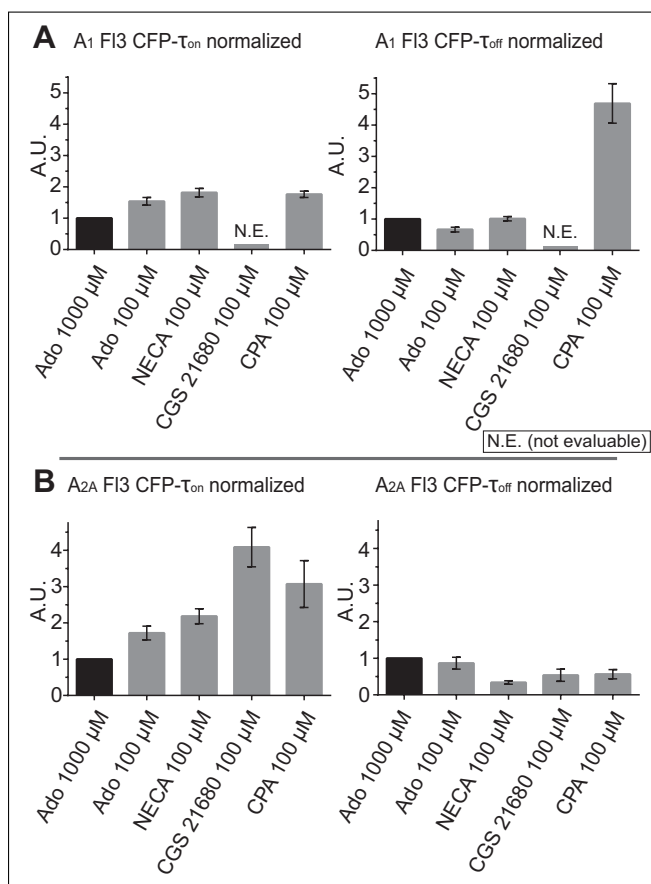 A
A1 Fl3 CFP-τon normalized
A1 Fl3 CFP-τoff normalized
A.U.
5
4
3
2
1
0
N.E.
Ado 1000 µM
Ado 100 µM
NECA 100 µM
CGS 21680 100 µM
CPA 100 µM
A.U.
5
4
3
2
1
0
N.E.
Ado 1000 µM
Ado 100 µM
NECA 100 µM
CGS 21680 100 µM
CPA 100 µM
N.E. (not evaluable)
B
A2A Fl3 CFP-τon normalized
A2A Fl3 CFP-τoff normalized
A.U.
4
3
2
1
0
Ado 1000 µM
Ado 100 µM
NECA 100 µM
CGS 21680 100 µM
CPA 100 µM
A.U.
4
3
2
1
0
Ado 1000 µM
Ado 100 µM
NECA 100 µM
CGS 21680 100 µM
CPA 100 µM